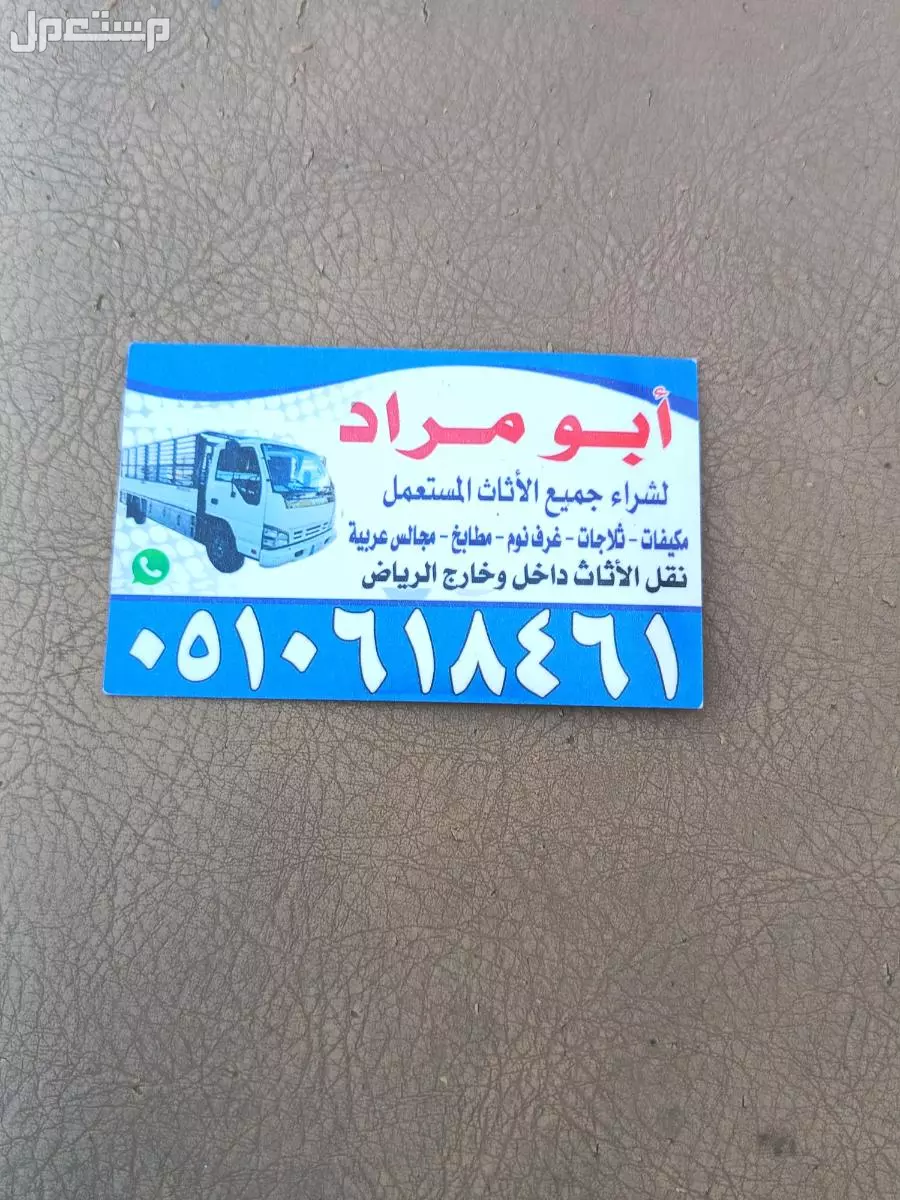 مستعمل
أبو مراد
لشراء جميع الأثاث المستعمل
مكيفات - ثلاجات - غرف نوم - مطابخ - مجالس عربية
نقل الأثاث داخل وخارج الرياض
٠٥١٠٦١٨٤٦١